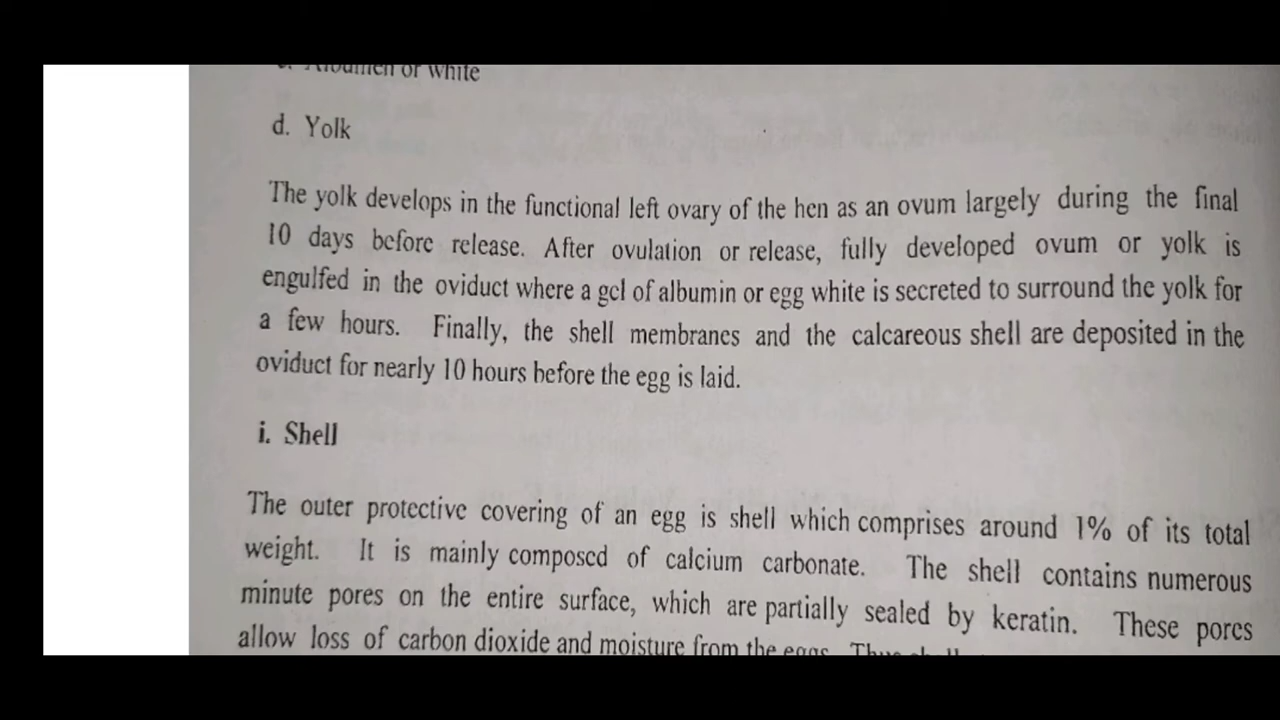 c. Albumen or white
d. Yolk
The yolk develops in the functional left ovary of the hen as an ovum largely during the final
10 days before release. After ovulation or release, fully developed ovum or yolk is
engulfed in the oviduct where a gel of albumin or egg white is secreted to surround the yolk for
a few hours. Finally, the shell membranes and the calcareous shell are deposited in the
oviduct for nearly 10 hours before the egg is laid.
i. Shell
The outer protective covering of an egg is shell which comprises around 1% of its total
weight. It is mainly composed of calcium carbonate. The shell contains numerous
minute pores on the entire surface, which are partially sealed by keratin. These pores
allow loss of carbon dioxide and moisture from the eggs. Thus